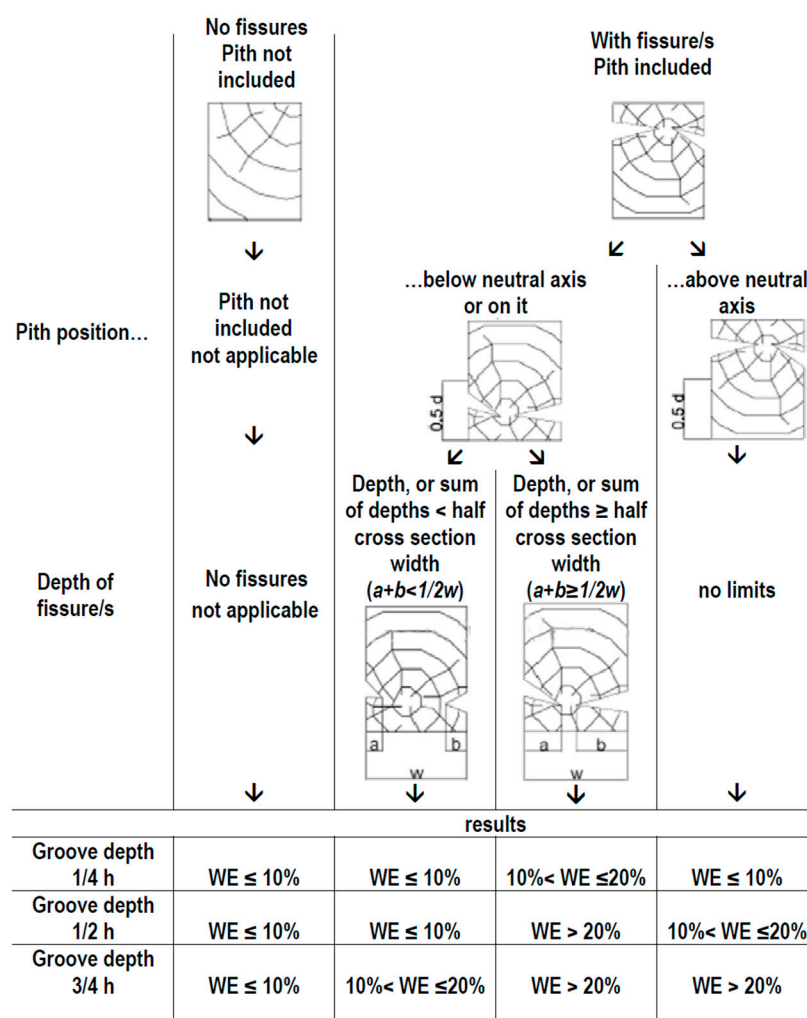 No fissures
Pith not
included
With fissure/s
Pith included
Pith position…
Pith not
included
not applicable
…below neutral axis
or on it
0.5 d
…above neutral
axis
0.5 d
Depth of
fissure/s
No fissures
not applicable
Depth, or sum
of depths < half
cross section
width
(a+b<1/2w)
a b
w
Depth, or sum
of depths ≥ half
cross section
width
(a+b≥1/2w)
a b
w
no limits
results
Groove depth
1/4 h WE ≤ 10% WE ≤ 10% 10%< WE ≤20% WE ≤ 10%
Groove depth
1/2 h WE ≤ 10% WE ≤ 10% WE > 20% 10%< WE ≤20%
Groove depth
3/4 h WE ≤ 10% 10%< WE ≤20% WE > 20% WE > 20%